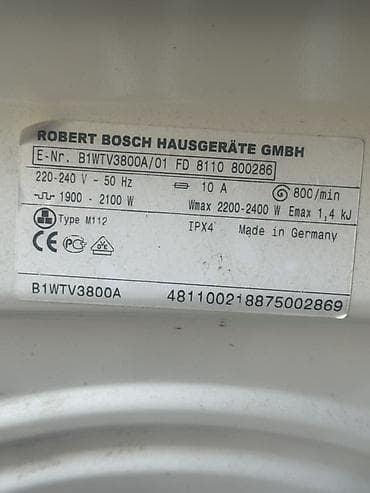 ROBERT BOSCH HAUSGERÄTE GMBH
E-Nr. B1WTV3800A/01 FD 8110 800286
220-240 V - 50 Hz 10 A 800/min
1900 - 2100 W Wmax 2200-2400 W Emax 1,4 kJ
Type M112 IPX4 Made in Germany
CE
B1WTV3800A 481100218875002869